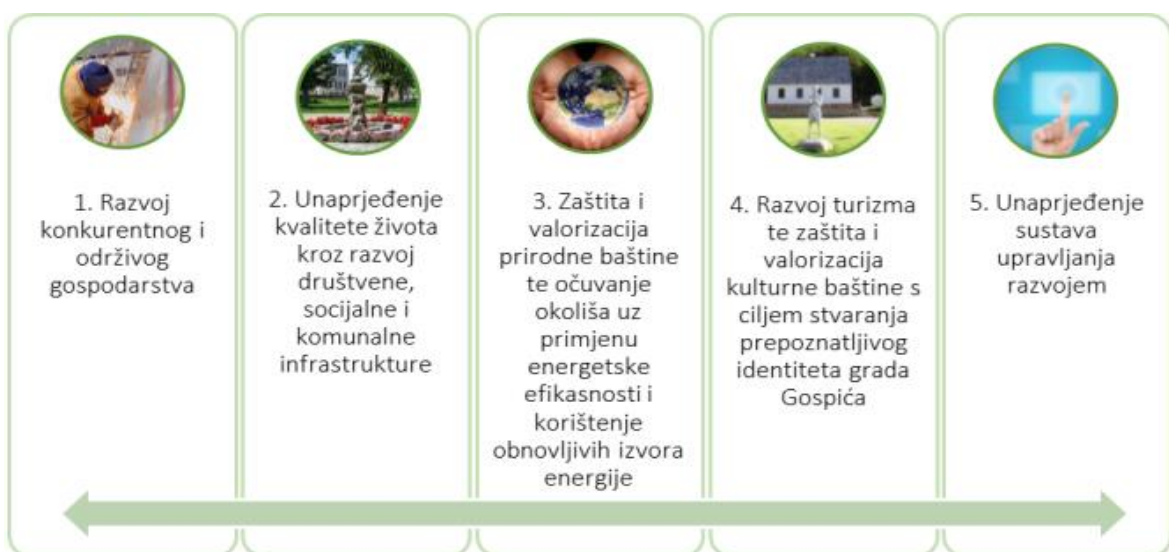 1. Razvoj
konkurentnog i
održivog
gospodarstva
2. Unaprjeđenje
kvalitete života
kroz razvoj
društvene,
socijalne i
komunalne
infrastrukture
3. Zaštita i
valorizacija
prirodne baštine
te očuvanje
okoliša uz
primjenu
energetske
efikasnosti i
korištenje
obnovljivih izvora
energije
4. Razvoj turizma
te zaštita i
valorizacija
kulturne baštine s
ciljem stvaranja
prepoznatljivog
identiteta grada
Gospića
5. Unaprjeđenje
sustava
upravljanja
razvojem